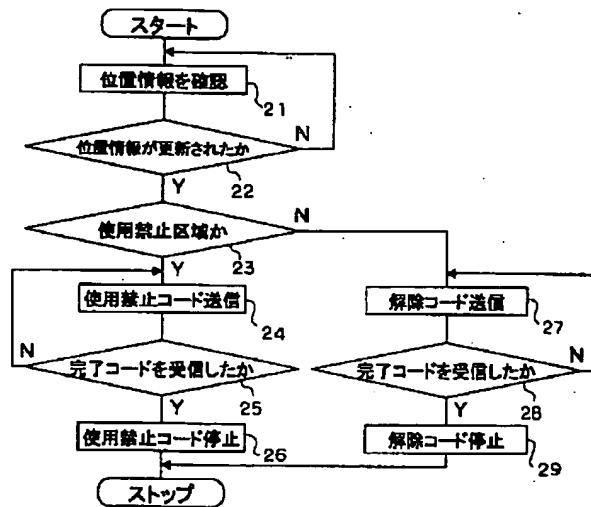 スタート
位置情報を確認
21
位置情報が更新されたか
N
22
Y
使用禁止区域か
N
23
Y
使用禁止コード送信
24
解除コード送信
27
N
完了コードを受信したか
25
Y
完了コードを受信したか
N
28
Y
使用禁止コード停止
26
解除コード停止
29
ストップ